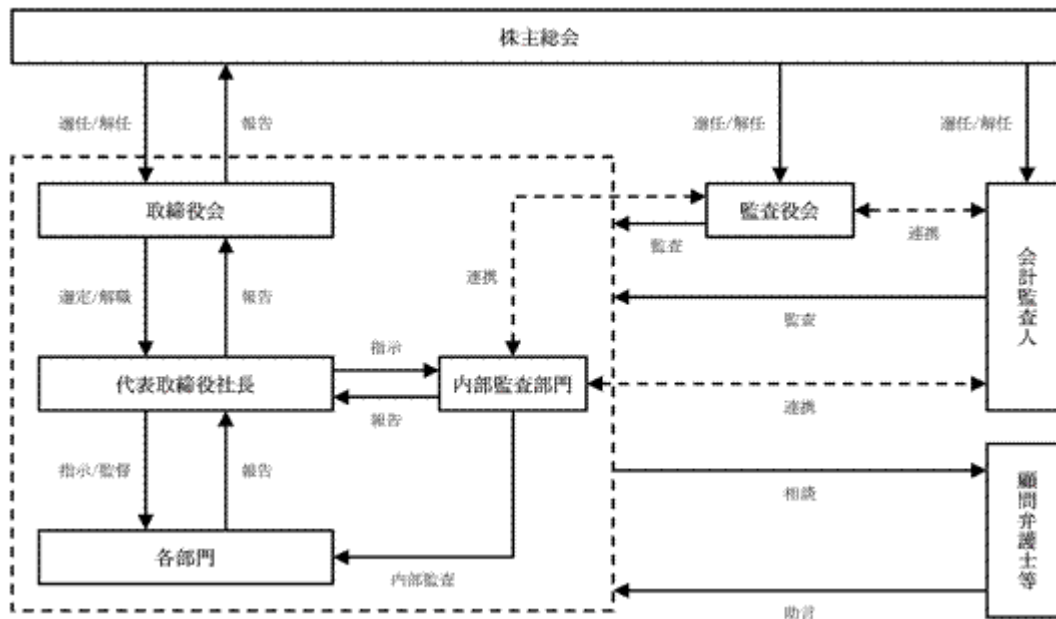 株主総会
選任/解任
報告
選任/解任
選任/解任
取締役会
監査役会
連携
監査
連携
会計監査人
選定/解職
報告
監査
代表取締役社長
指示
報告
内部監査部門
連携
指示/監督
報告
相談
顧問弁護士等
各部門
内部監査
助言